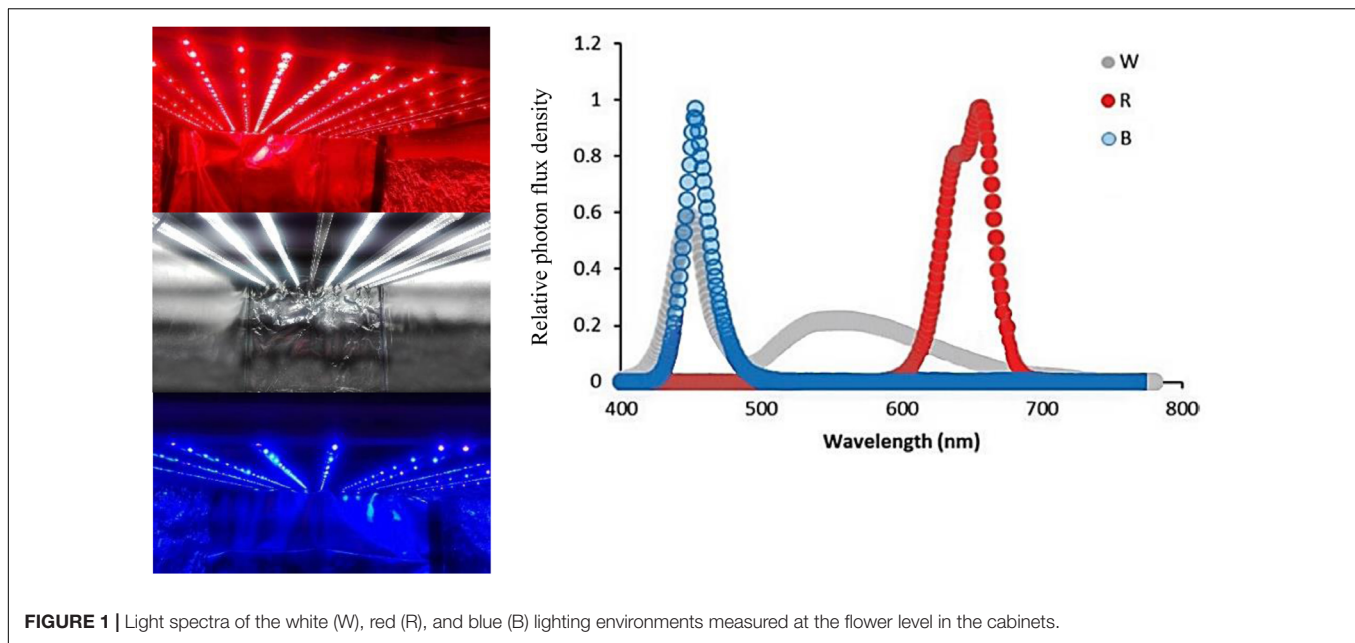 1.2
1
0.8
0.6
0.4
0.2
0
Relative photon flux density
W
R
B
400 500 600 700 800
Wavelength (nm)
FIGURE 1 | Light spectra of the white (W), red (R), and blue (B) lighting environments measured at the flower level in the cabinets.